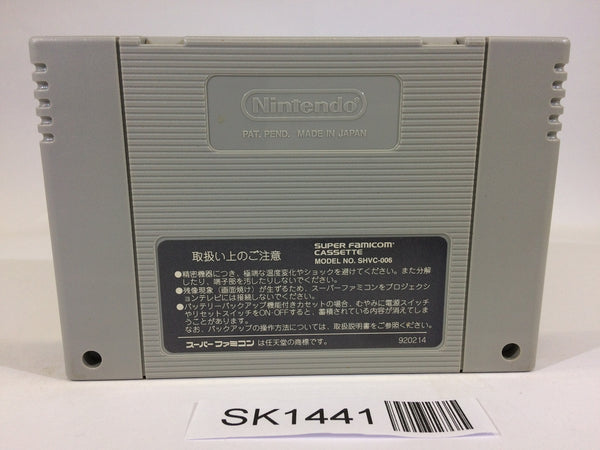 Nintendo®
PAT. PEND. MADE IN JAPAN
取扱い上のご注意
SUPER FAMICOM™
CASSETTE
MODEL NO. SHVC-006
●精密機器につき、極端な温度変化やショックを避けてください。また分解
したり、端子部を汚したりしないでください。
●残像現象（画面焼け）が生ずるため、スーパーファミコンをプロジェクシ
ョンテレビには接続しないでください。
●バッテリーバックアップ機能付きカセットの場合、むやみに電源スイッチ
やリセットスイッチをON・OFFすると、蓄積されている内容が消えてしま
うことがあります。
なお、バックアップの操作方法については、取扱説明書をご参照ください。
スーパーファミコン は任天堂の商標です。
920214
SK1441